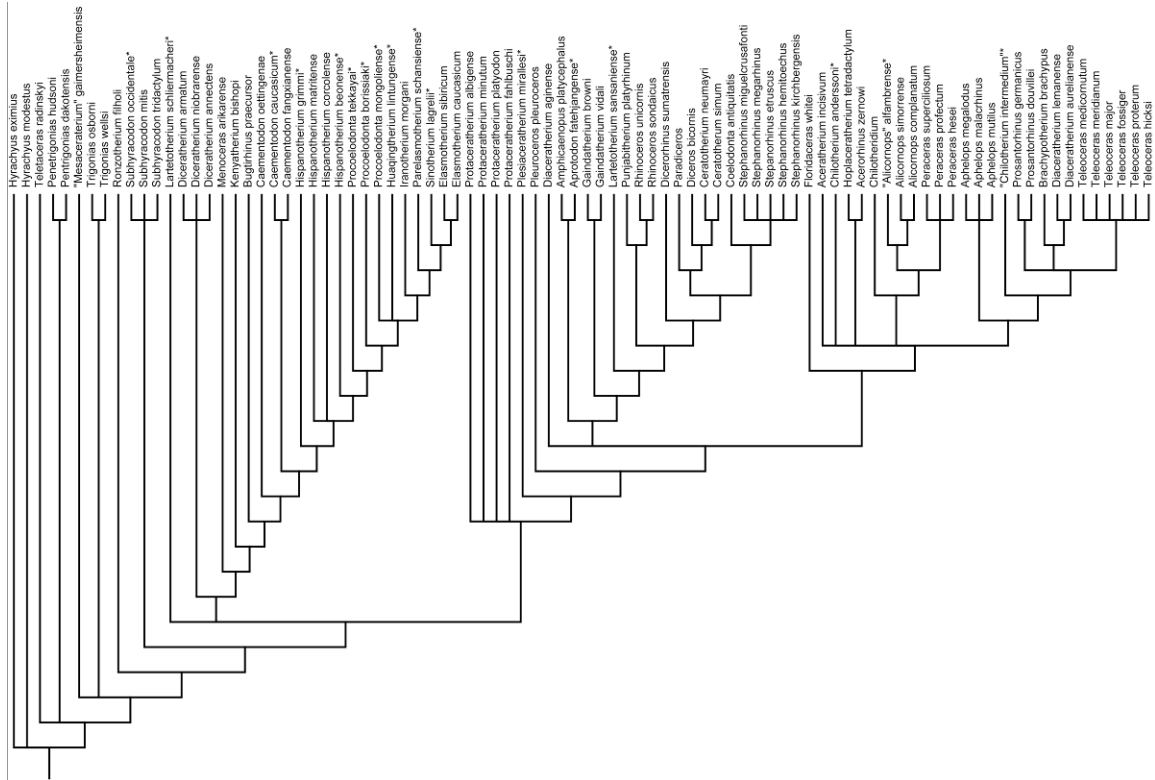 Hyrachyus eximius
Hyrachyus modestus
Teletaceras radinskyi
Penetrigonias hudsoni
Pentrigonias dakotensis
"Mesaceraterium" gaimersheimensis
Trigonias osborni
Trigonias wellsi
Ronzotherium filholi
Subhyracodon occidentale*
Subhyracodon mitis
Subhyracodon tridactylum
Lartetotherium schliermacheri*
Diceratherium armatum
Diceratherium niobrarense
Diceratherium annectens
Menoceras arikarense
Kenyatherium bishopi
Bugtirhinus praecursor
Caementodon oettingenae
Caementodon caucasicum*
Caementodon fangxianense
Hispanotherium grimmi*
Hispanotherium matritense
Hispanotherium corcolense
Hispanotherium beonense*
Procoelodonta tekkayai*
Procoelodonta borissiaki*
Procoelodonta mongoliense*
Huaqingtherium lintungense*
Iranotherium morgani
Parelasmotherium schansiense*
Sinotherium lagrelii*
Elasmotherium sibiricum
Elasmotherium caucasicum
Protaceratherium albigense
Protaceratherium minutum
Protaceratherium platyodon
Protaceratherium fahlbuschi
Plesiaceratherium mirallesi*
Pleuroceros pleuroceros
Diaceratherium aginense
Amphicaenopus platycephalus
Aprotodon fatehjangense*
Gaindatherium browni
Gaindatherium vidali
Lartetotherium sansaniense*
Punjabitherium platyrhinum
Rhinoceros unicornis
Rhinoceros sondaicus
Dicerorhinus sumatrensis
Paradiceros
Diceros bicornis
Ceratotherium neumayri
Ceratotherum simum
Coelodonta antiquitatis
Stephanorhinus miguelcrusafonti
Stephanorhinus megarhinus
Stephanorhinus etruscus
Stephanorhinus hemitoechus
Stephanorhinus kirchbergensis
Floridaceras whitei
Aceratherium incisivum
Chilotherium anderssoni*
Hoplaceratherium tetradactylum
Acerorhinus zernowi
Chilotheridium
"Alicornops" alfambrense*
Alicornops simorrense
Alicornops complanatum
Peraceras superciliosum
Peraceras profectum
Peraceras hesei
Aphelops megalodus
Aphelops malachinus
Aphelops mutilus
"Chilotherium intermedium"*
Prosantorhinus germanicus
Prosantorhinus douvillei
Brachypotherium brachypus
Diaceratherium lemanense
Diaceratherium aurelianense
Teleoceras medicornutum
Teleoceras meridianum
Teleoceras major
Teleoceras fossiger
Teleoceras proterum
Teleoceras hicksi